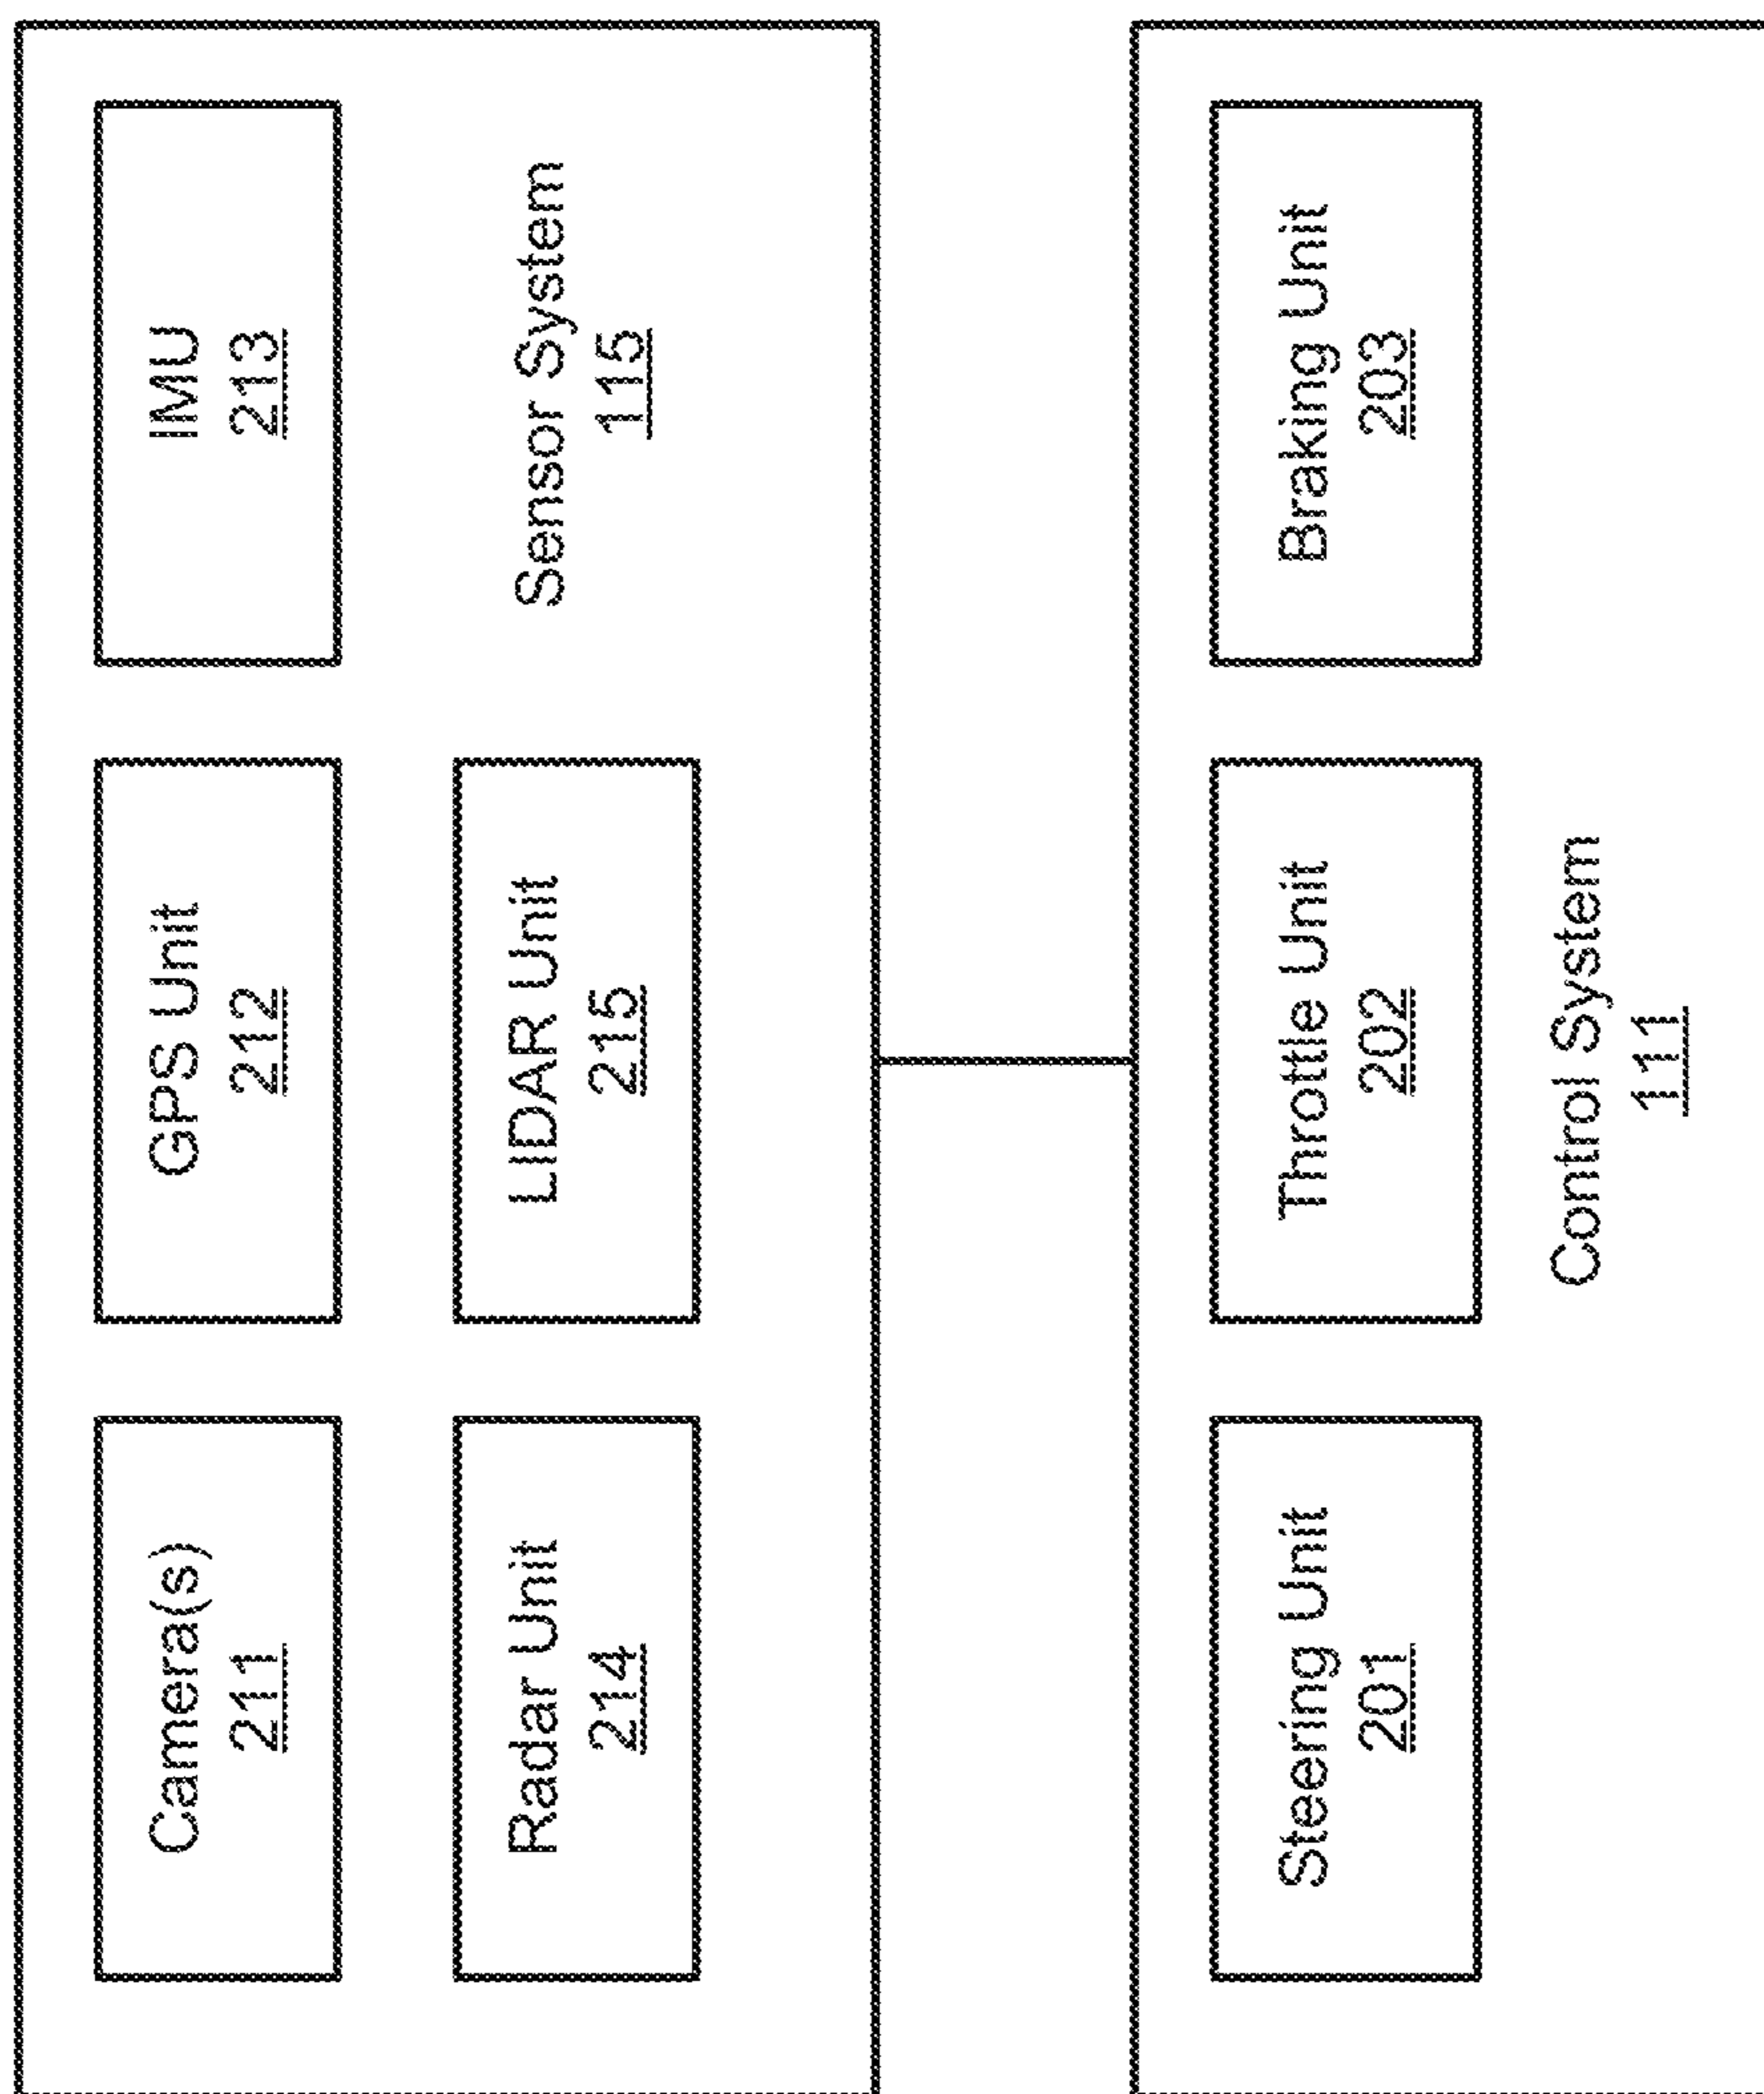 Camera(s)
211
GPS Unit
212
IMU
213
Radar Unit
214
LIDAR Unit
215
Sensor System
115
Steering Unit
201
Throttle Unit
202
Braking Unit
203
Control System
111